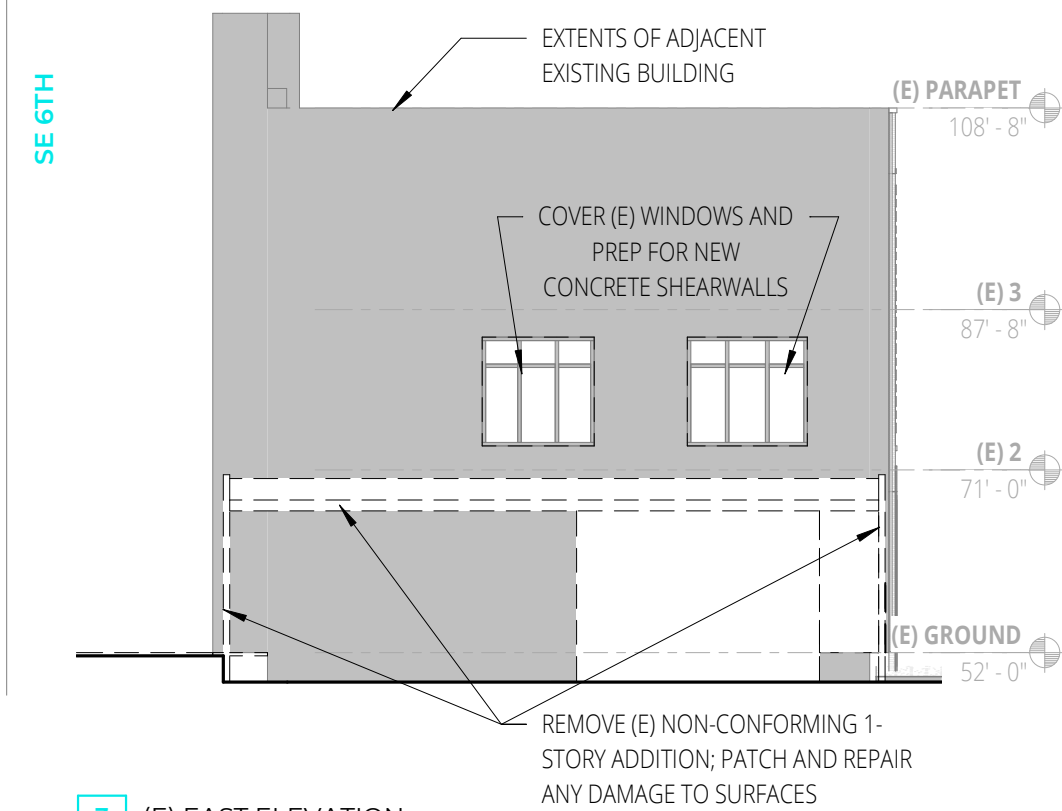 EXTENTS OF ADJACENT
EXISTING BUILDING
SE 6TH
(E) PARAPET
108' - 8"
COVER (E) WINDOWS AND
PREP FOR NEW
CONCRETE SHEARWALLS
(E) 3
87' - 8"
(E) 2
71' - 0"
(E) GROUND
52' - 0"
REMOVE (E) NON-CONFORMING 1-
STORY ADDITION; PATCH AND REPAIR
ANY DAMAGE TO SURFACES
(E) EAST ELEVATION